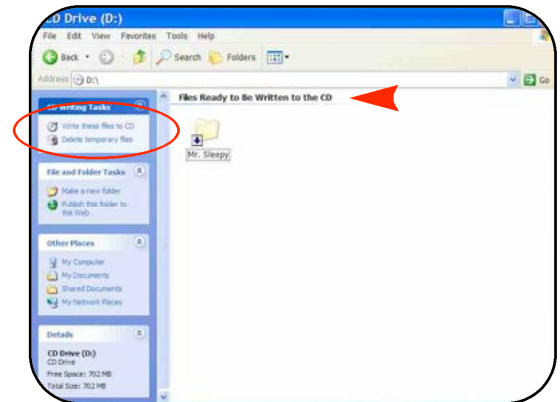 CD Drive (D:)
File Edit View Favorites Tools Help
Back Search Folders
Address D:\ Go
Files Ready to Be Written to the CD
CD Writing Tasks
Write these files to CD
Delete temporary files
Mr. Sleepy
File and Folder Tasks
Make a new folder
Publish this folder to
the Web
Other Places
My Computer
My Documents
Shared Documents
My Network Places
Details
CD Drive (D:)
CD Drive
Free Space: 702 MB
Total Size: 702 MB